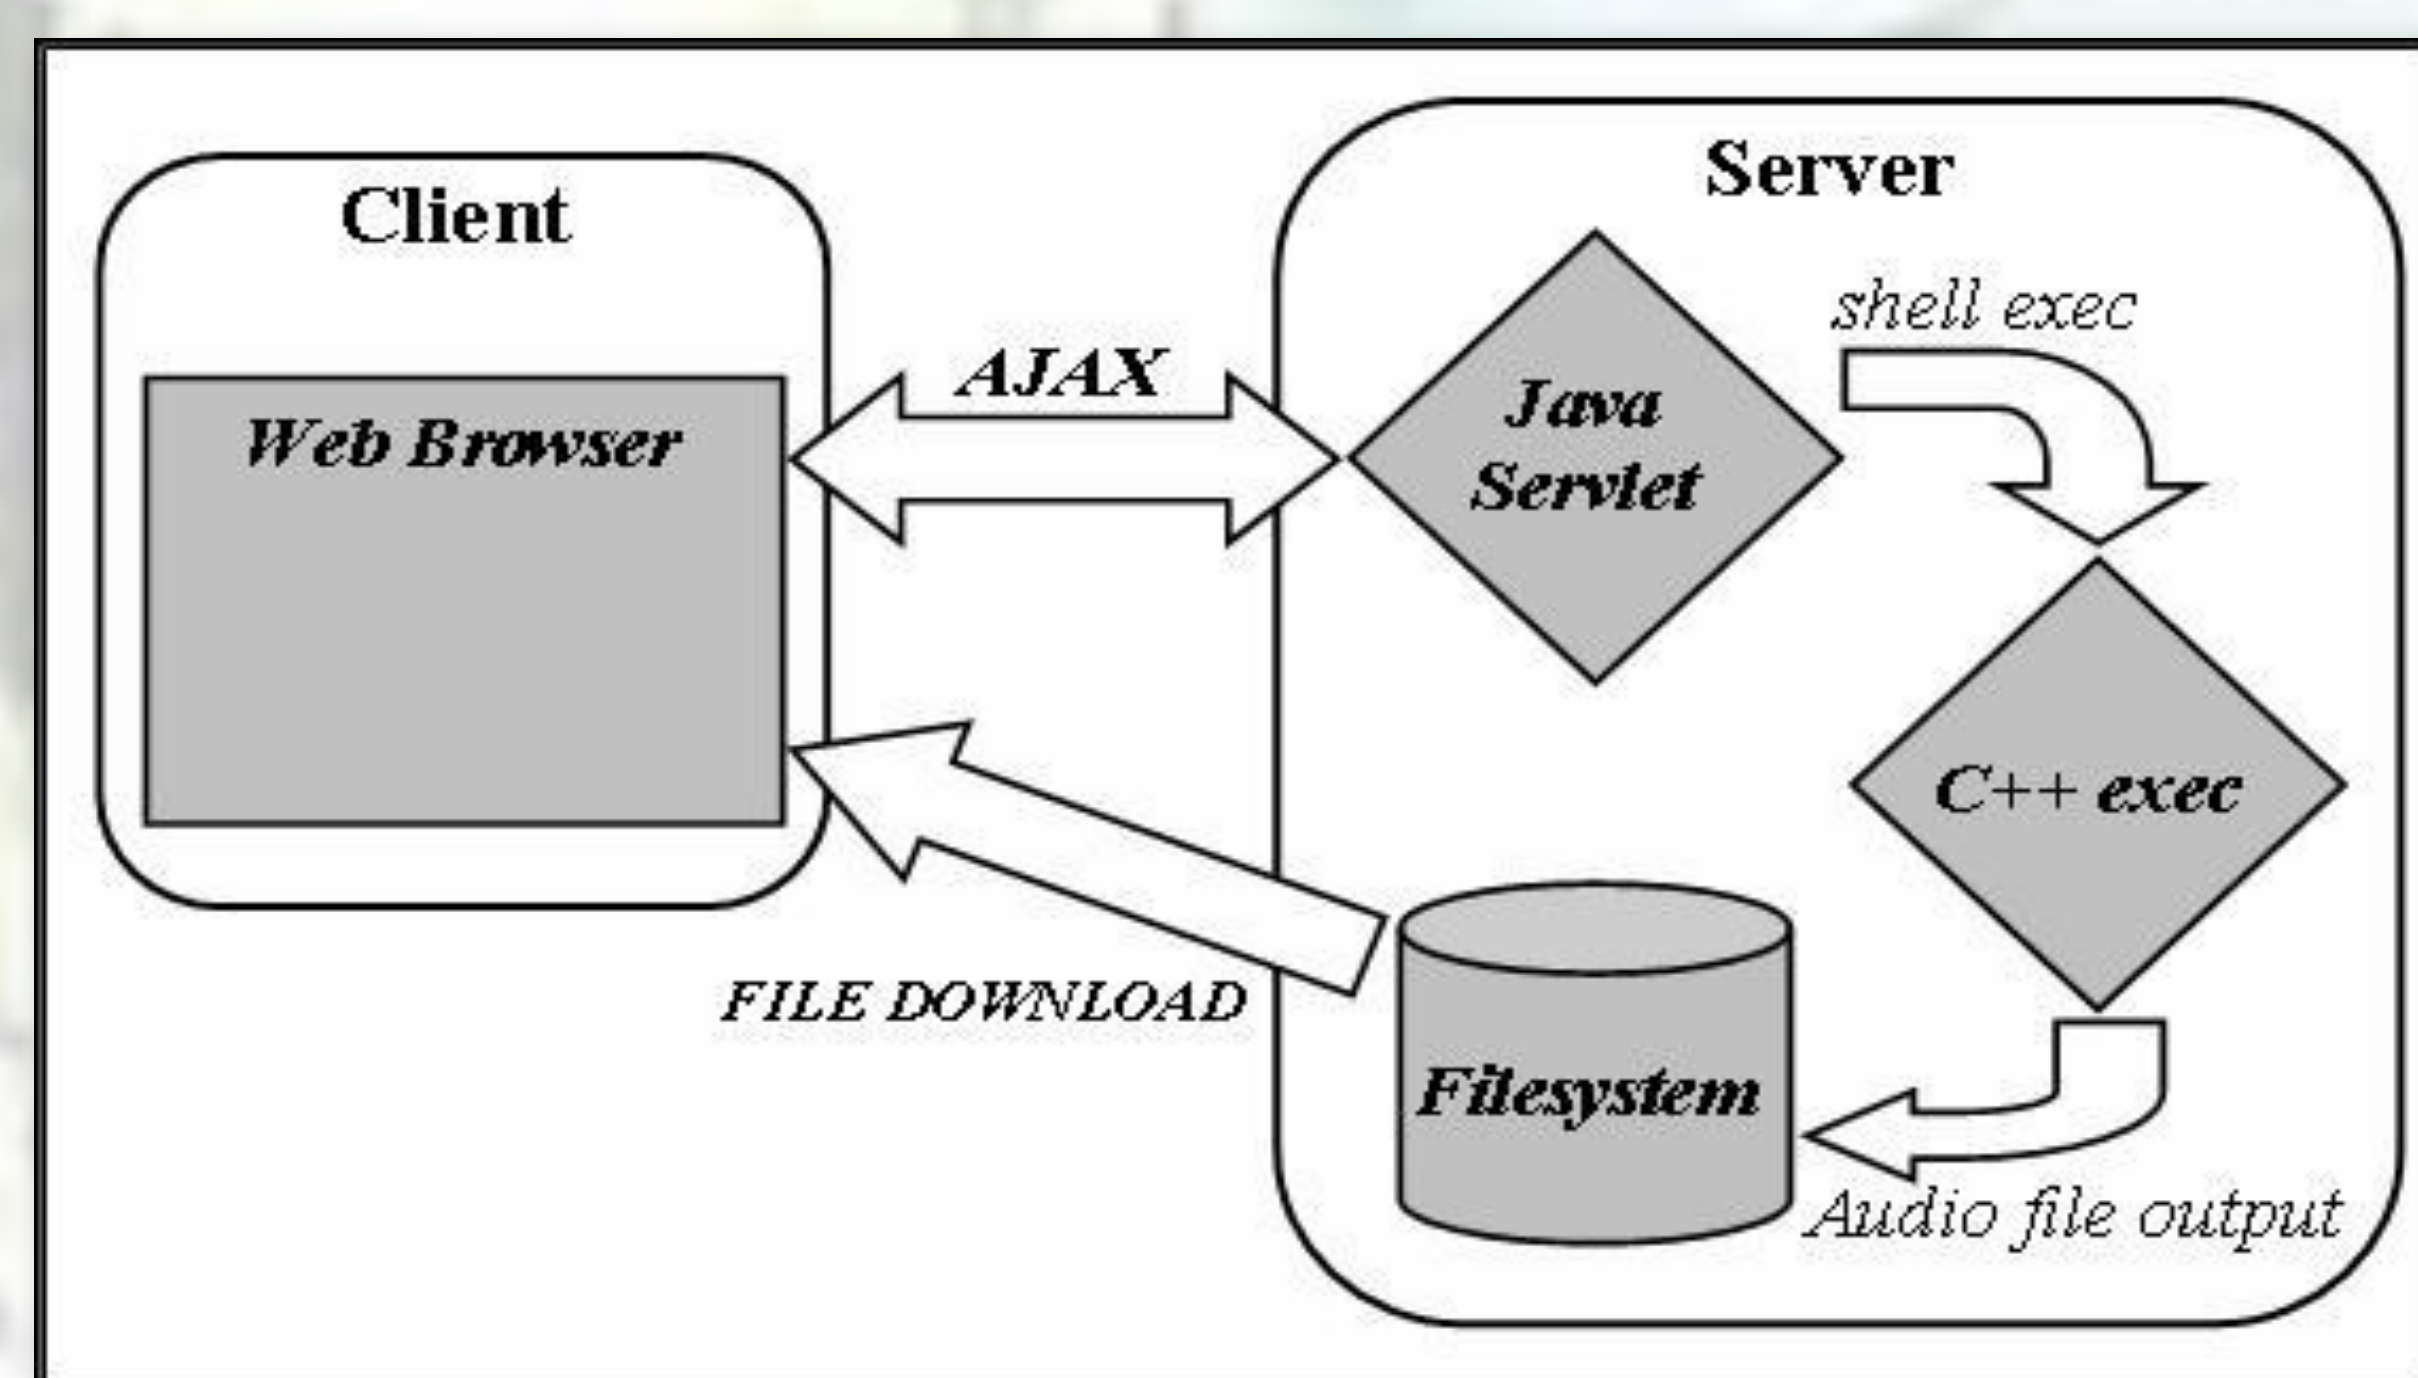 Client
Server
Web Browser
AJAX
Java
Servlet
shell exec
C++ exec
FILE DOWNLOAD
Filesystem
Audio file output